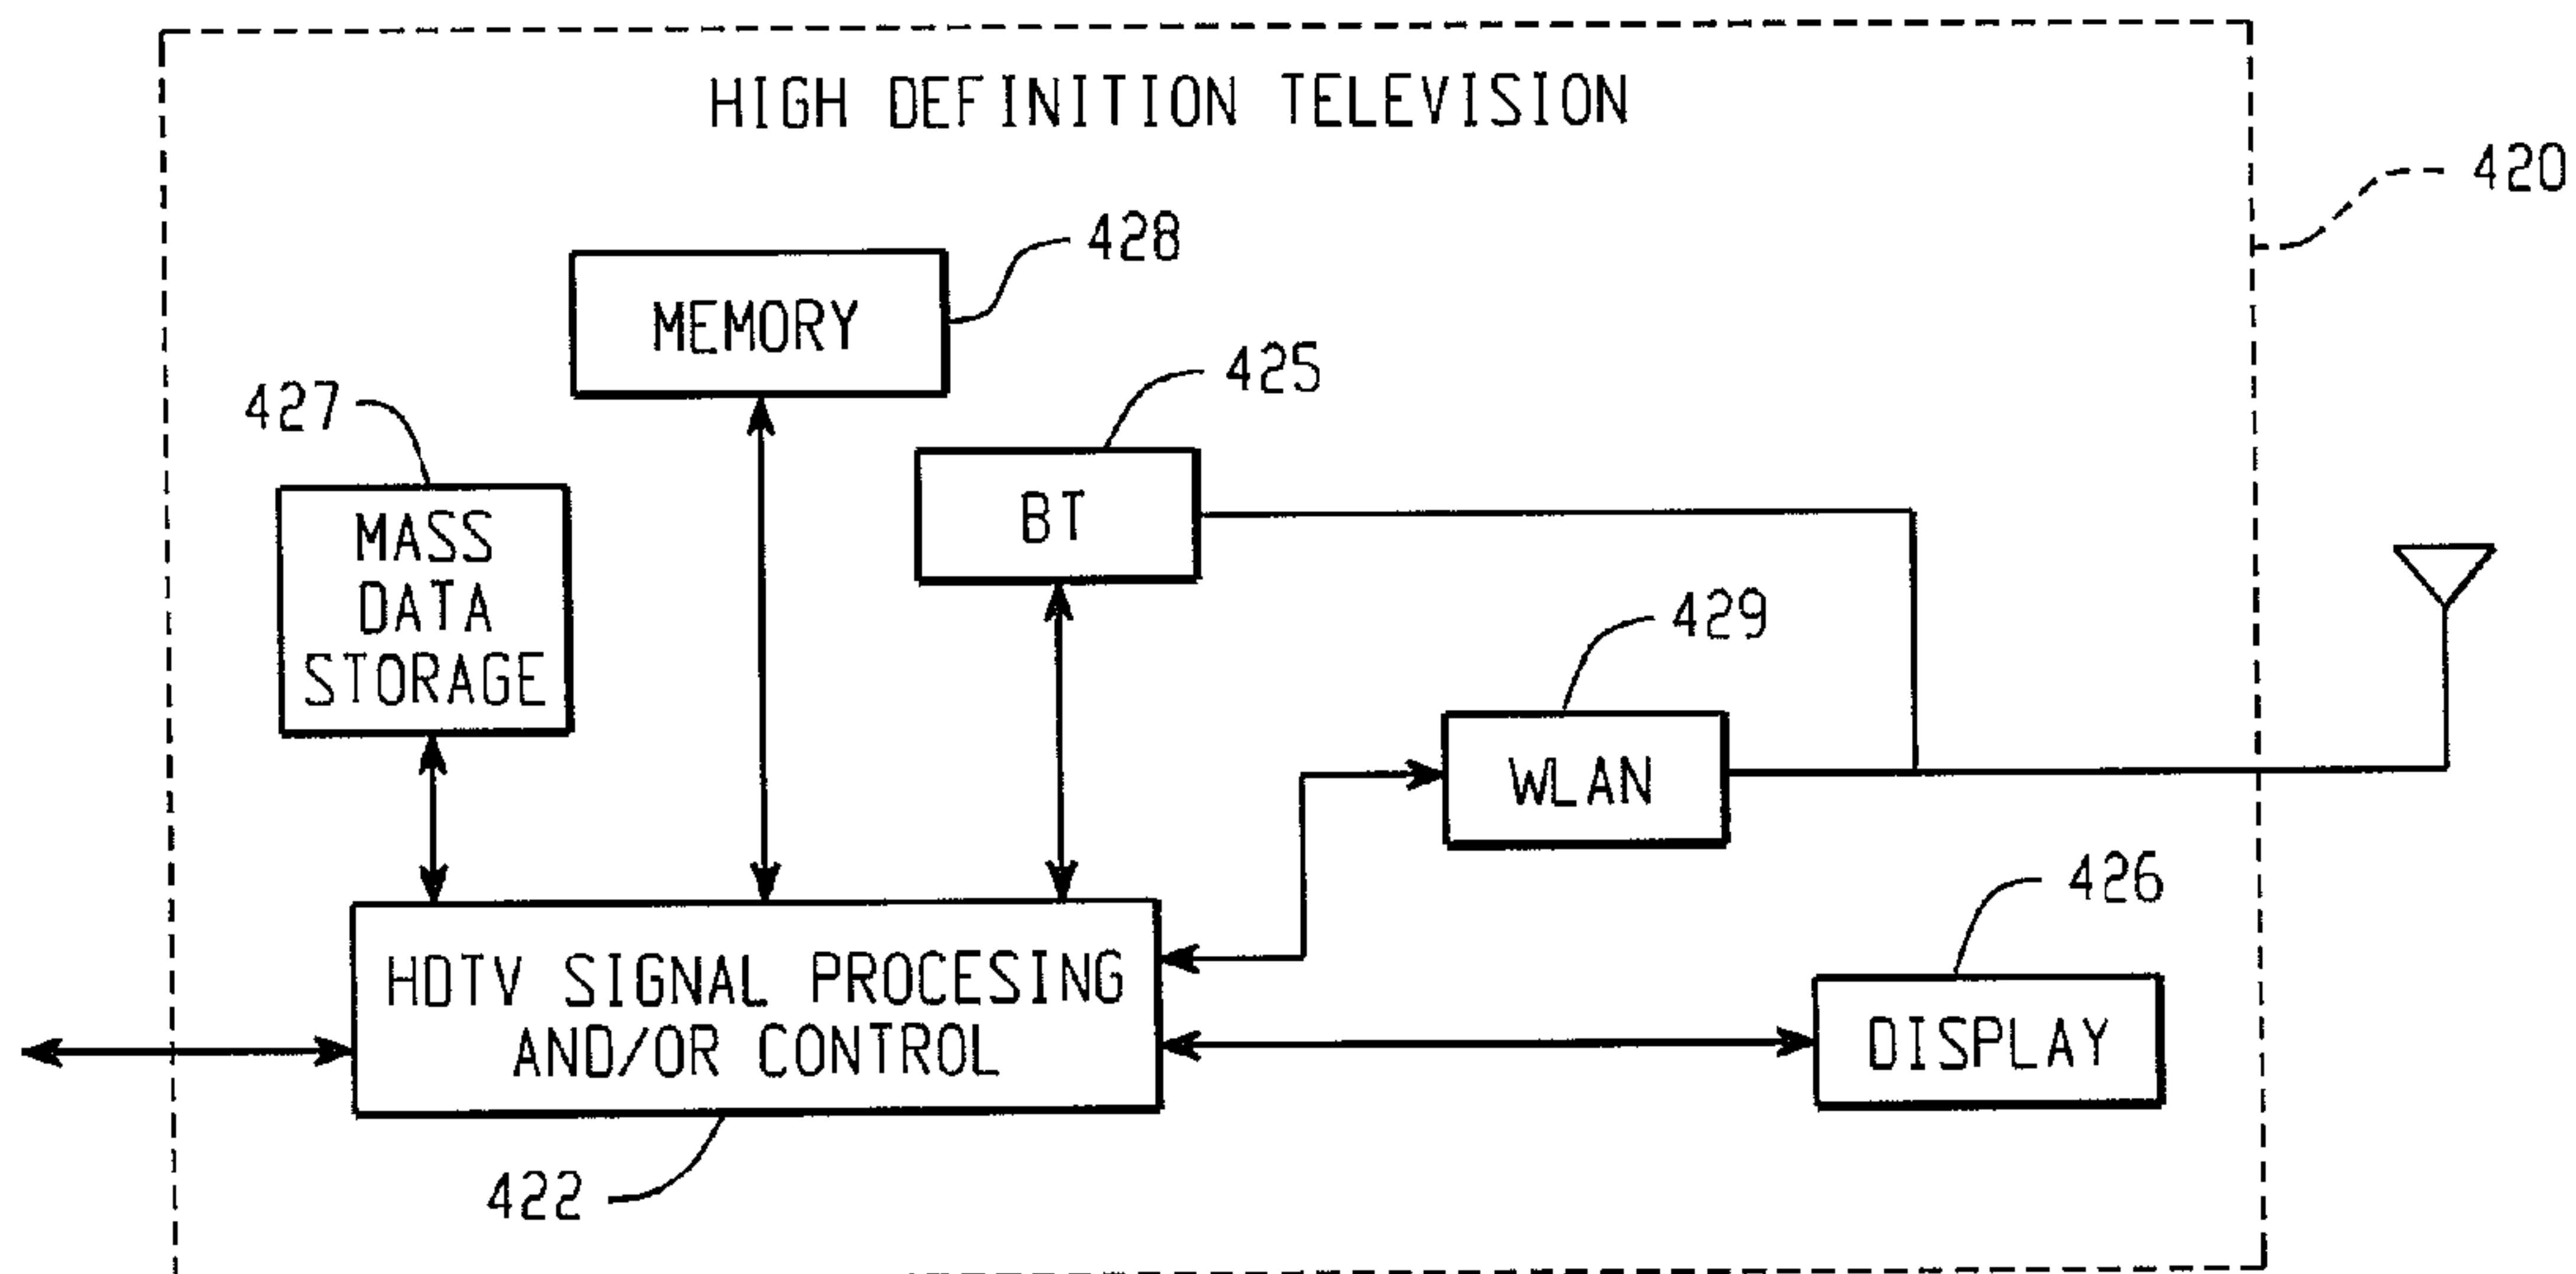 HIGH DEFINITION TELEVISION
420
428
MEMORY
425
427
BT
MASS
DATA
STORAGE
429
WLAN
426
HDTV SIGNAL PROCESING
AND/OR CONTROL
DISPLAY
422